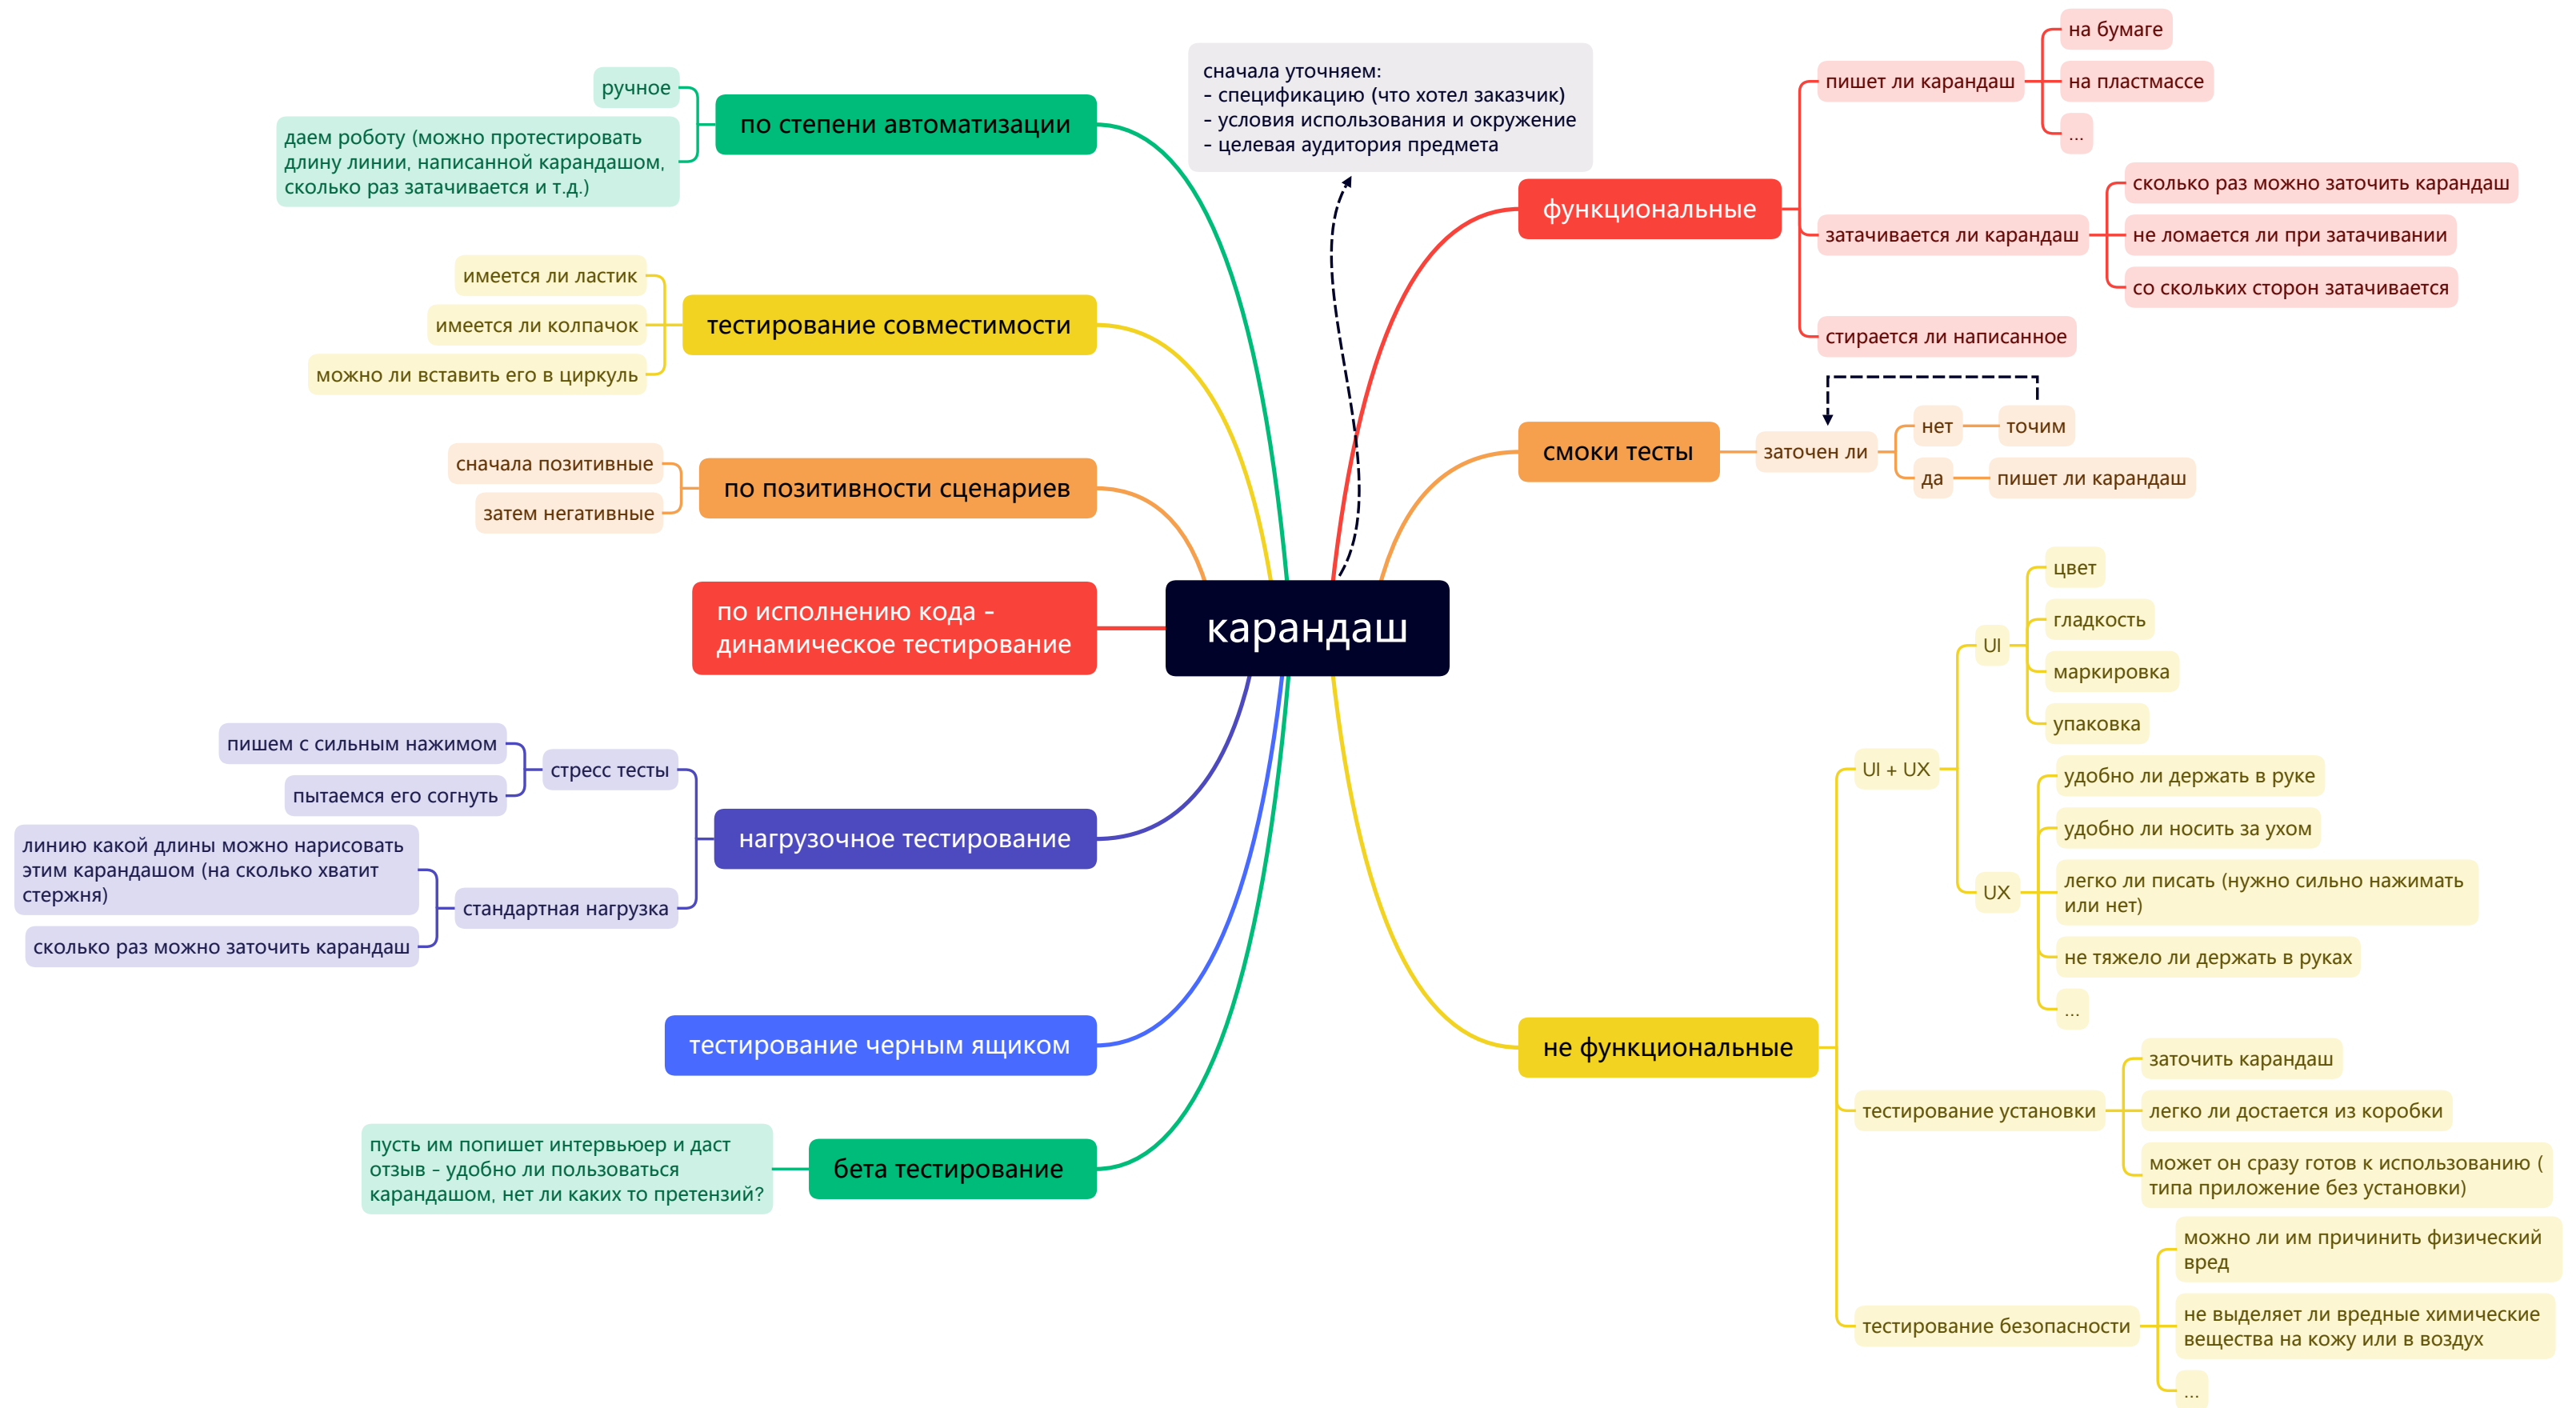 карандаш
сначала уточняем:
- спецификацию (что хотел заказчик)
- условия использования и окружение
- целевая аудитория предмета
функциональные
пишет ли карандаш
на бумаге
на пластмассе
...
затачивается ли карандаш
сколько раз можно заточить карандаш
не ломается ли при затачивании
со скольких сторон затачивается
стирается ли написанное
смоки тесты
заточен ли
нет
точим
да
пишет ли карандаш
не функциональные
UI + UX
UI
цвет
гладкость
маркировка
упаковка
UX
удобно ли держать в руке
удобно ли носить за ухом
легко ли писать (нужно сильно нажимать
или нет)
не тяжело ли держать в руках
...
тестирование установки
заточить карандаш
легко ли достается из коробки
может он сразу готов к использованию (
типа приложение без установки)
тестирование безопасности
можно ли им причинить физический
вред
не выделяет ли вредные химические
вещества на кожу или в воздух
...
по степени автоматизации
ручное
даем роботу (можно протестировать
длину линии, написанной карандашом,
сколько раз затачивается и т.д.)
тестирование совместимости
имеется ли ластик
имеется ли колпачок
можно ли вставить его в циркуль
по позитивности сценариев
сначала позитивные
затем негативные
по исполнению кода -
динамическое тестирование
нагрузочное тестирование
стресс тесты
пишем с сильным нажимом
пытаемся его согнуть
стандартная нагрузка
линию какой длины можно нарисовать
этим карандашом (на сколько хватит
стержня)
сколько раз можно заточить карандаш
тестирование черным ящиком
бета тестирование
пусть им попишет интервьюер и даст
отзыв - удобно ли пользоваться
карандашом, нет ли каких то претензий?